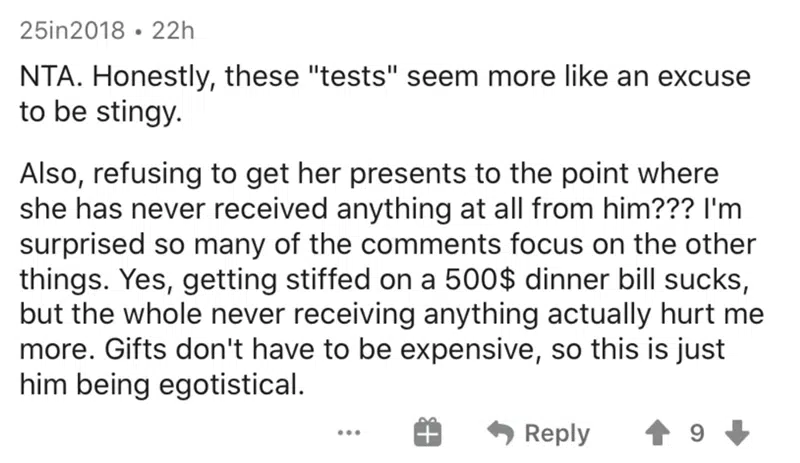 25in2018 • 22h
NTA. Honestly, these "tests" seem more like an excuse
to be stingy.
Also, refusing to get her presents to the point where
she has never received anything at all from him??? I'm
surprised so many of the comments focus on the other
things. Yes, getting stiffed on a 500$ dinner bill sucks,
but the whole never receiving anything actually hurt me
more. Gifts don't have to be expensive, so this is just
him being egotistical.
... Reply 9